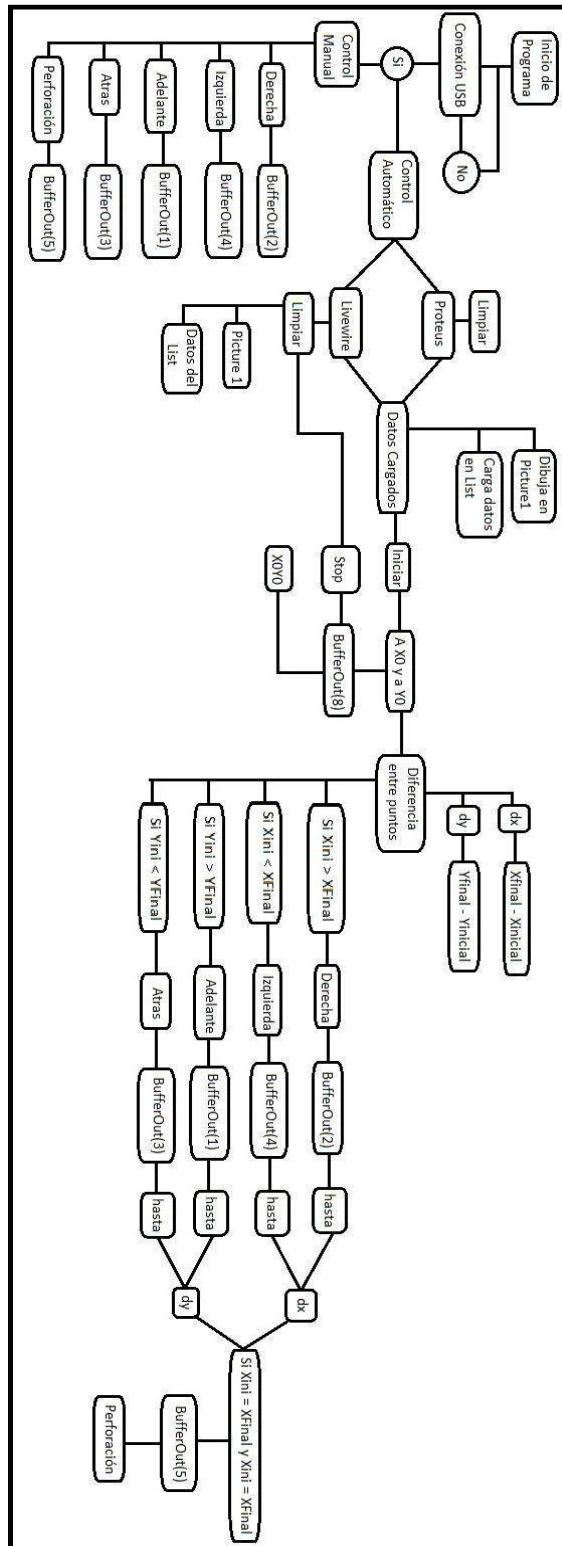 Inicio de
Programa
No
Conexión USB
Si
Control
Manual
Derecha
BufferOut(2)
Izquierda
BufferOut(4)
Adelante
BufferOut(1)
Atras
BufferOut(3)
Perforación
BufferOut(5)
Control
Automático
Limpiar
Proteus
Livewire
Limpiar
Picture 1
Datos del
List
Dibuja en
Picture1
Carga datos
en List
Datos Cargados
Iniciar
Stop
A X0 y a Y0
BufferOut(8)
X0Y0
dx
Xfinal - Xinicial
dy
Yfinal - Yinicial
Diferencia
entre puntos
Si Xini > XFinal
Derecha
BufferOut(2)
hasta
Si Xini < XFinal
Izquierda
BufferOut(4)
hasta
dx
Si Yini > YFinal
Adelante
BufferOut(1)
hasta
Si Yini < YFinal
Atras
BufferOut(3)
hasta
dy
Si Xini = XFinal y Xini = XFinal
BufferOut(5)
Perforación